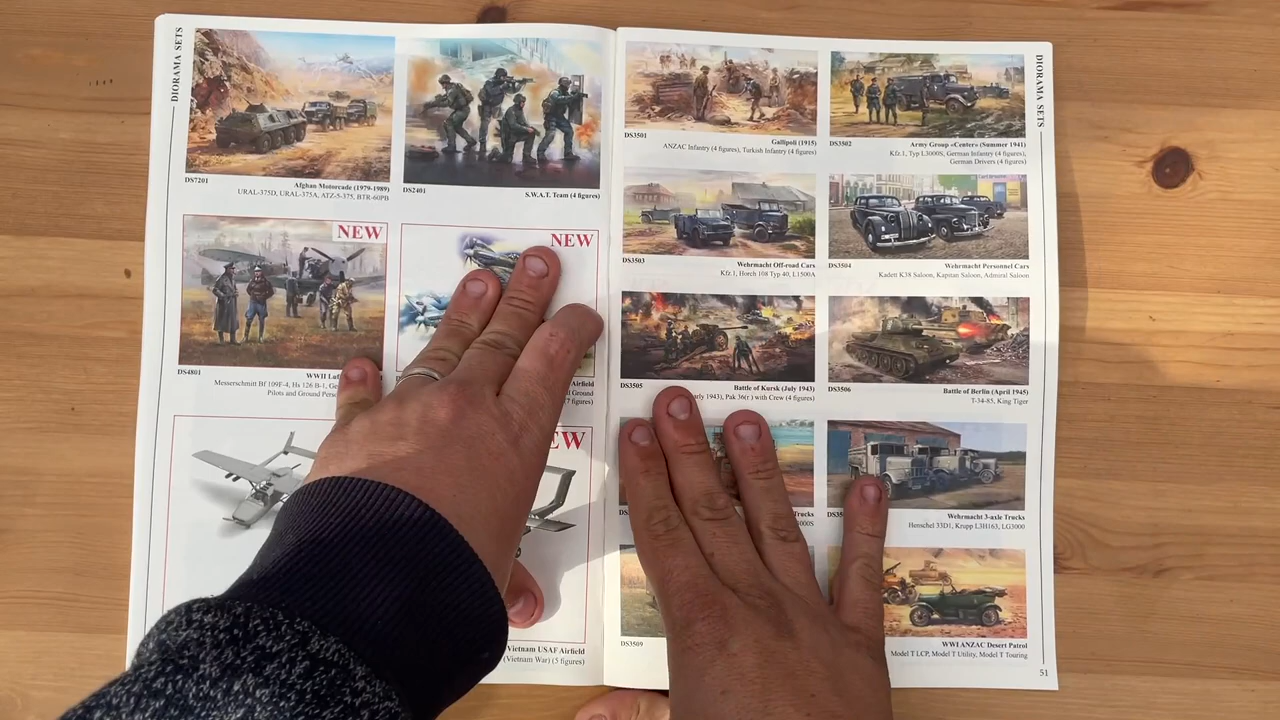 DIORAMA SETS
DS7201
Afghan Motorcade (1979-1989)
URAL-375D, URAL-375A, ATZ-5-375, BTR-60PB
DS2401
S.W.A.T. Team (4 figures)
NEW
DS4801
WWII
Messerschmitt Bf 109F-4, Hs 126 B-1,
Pilots and Ground
NEW
Airfield
Ground
(7 figures)
NEW
Vietnam USAF Airfield
(Vietnam War) (5 figures)
DIORAMA SETS
DS3501
Gallipoli (1915)
ANZAC Infantry (4 figures), Turkish Infantry (4 figures)
DS3502
Army Group «Center» (Summer 1941)
Kfz.1, Typ L3000S, German Infantry (4 figures),
German Drivers (4 figures)
DS3503
Wehrmacht Off-road Cars
Kfz.1, Horch 108 Typ 40, L1500A
DS3504
Wehrmacht Personnel Cars
Kadett K38 Saloon, Kapitan Saloon, Admiral Saloon
DS3505
Battle of Kursk (July 1943)
1943), Pak 36(r) with Crew (4 figures)
DS3506
Battle of Berlin (April 1945)
T-34-85, King Tiger
Trucks
Wehrmacht 3-axle Trucks
Henschel 33D1, Krupp L3H163, LG3000
DS3509
WWI ANZAC Desert Patrol
Model T LCP, Model T Utility, Model T Touring
51